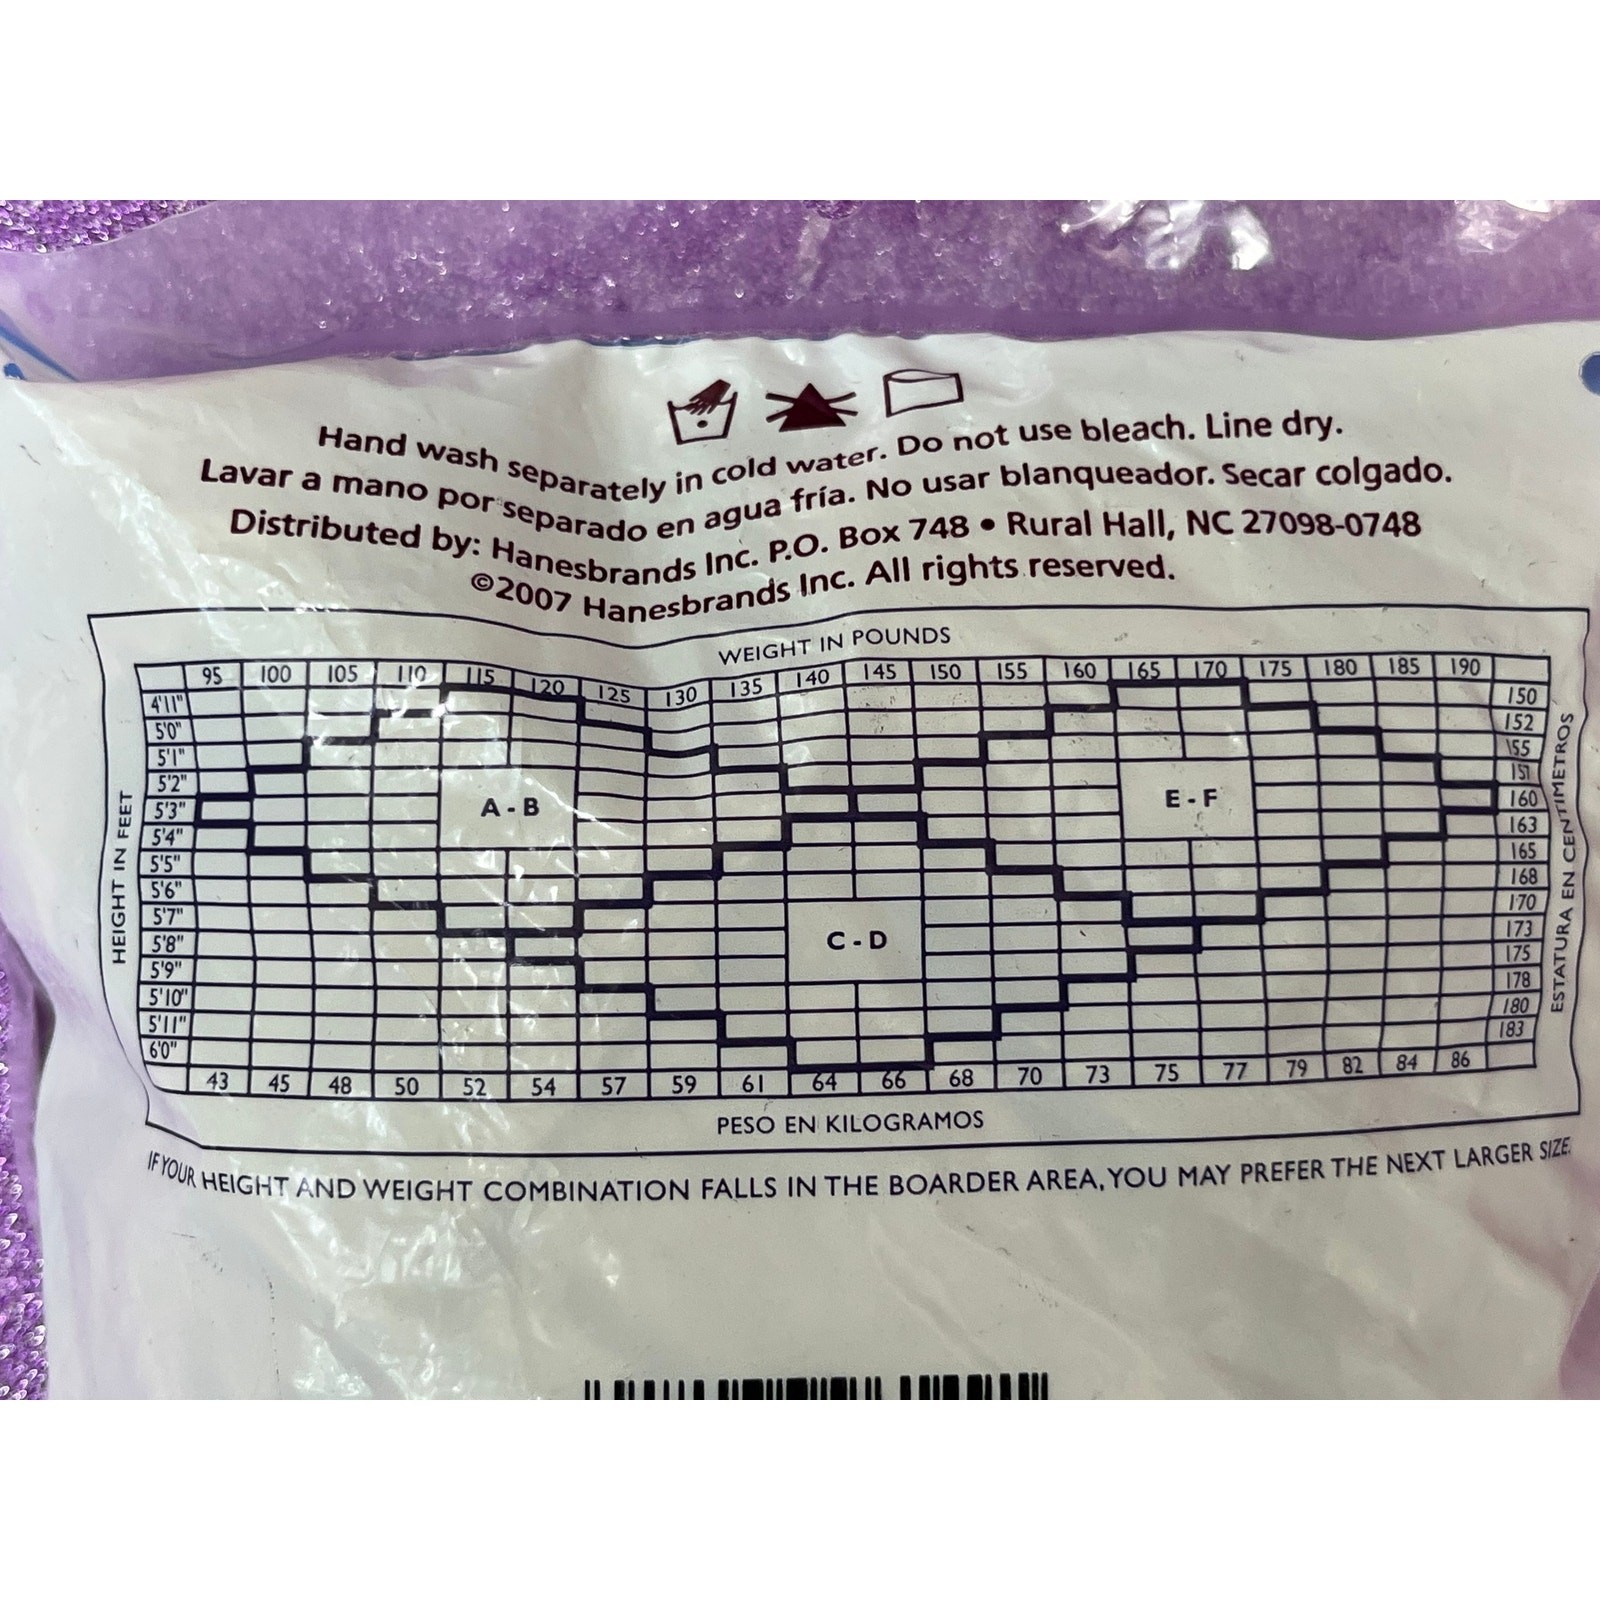 Hand wash separately in cold water. Do not use bleach. Line dry.
Lavar a mano por separado en agua fría. No usar blanqueador. Secar colgado.
Distributed by: Hanesbrands Inc. P.O. Box 748 • Rural Hall, NC 27098-0748
©2007 Hanesbrands Inc. All rights reserved.
WEIGHT IN POUNDS
95 100 105 110 115 120 125 130 135 140 145 150 155 160 165 170 175 180 185 190
HEIGHT IN FEET
4'11" 150
5'0" 152
5'1" 155
5'2" 157
5'3" 160
5'4" 163
5'5" 165
5'6" 168
5'7" 170
5'8" 173
5'9" 175
5'10" 178
5'11" 180
6'0" 183
A - B
E - F
C - D
ESTATURA EN CENTIMETROS
43 45 48 50 52 54 57 59 61 64 66 68 70 73 75 77 79 82 84 86
PESO EN KILOGRAMOS
IF YOUR HEIGHT AND WEIGHT COMBINATION FALLS IN THE BOARDER AREA, YOU MAY PREFER THE NEXT LARGER SIZE.